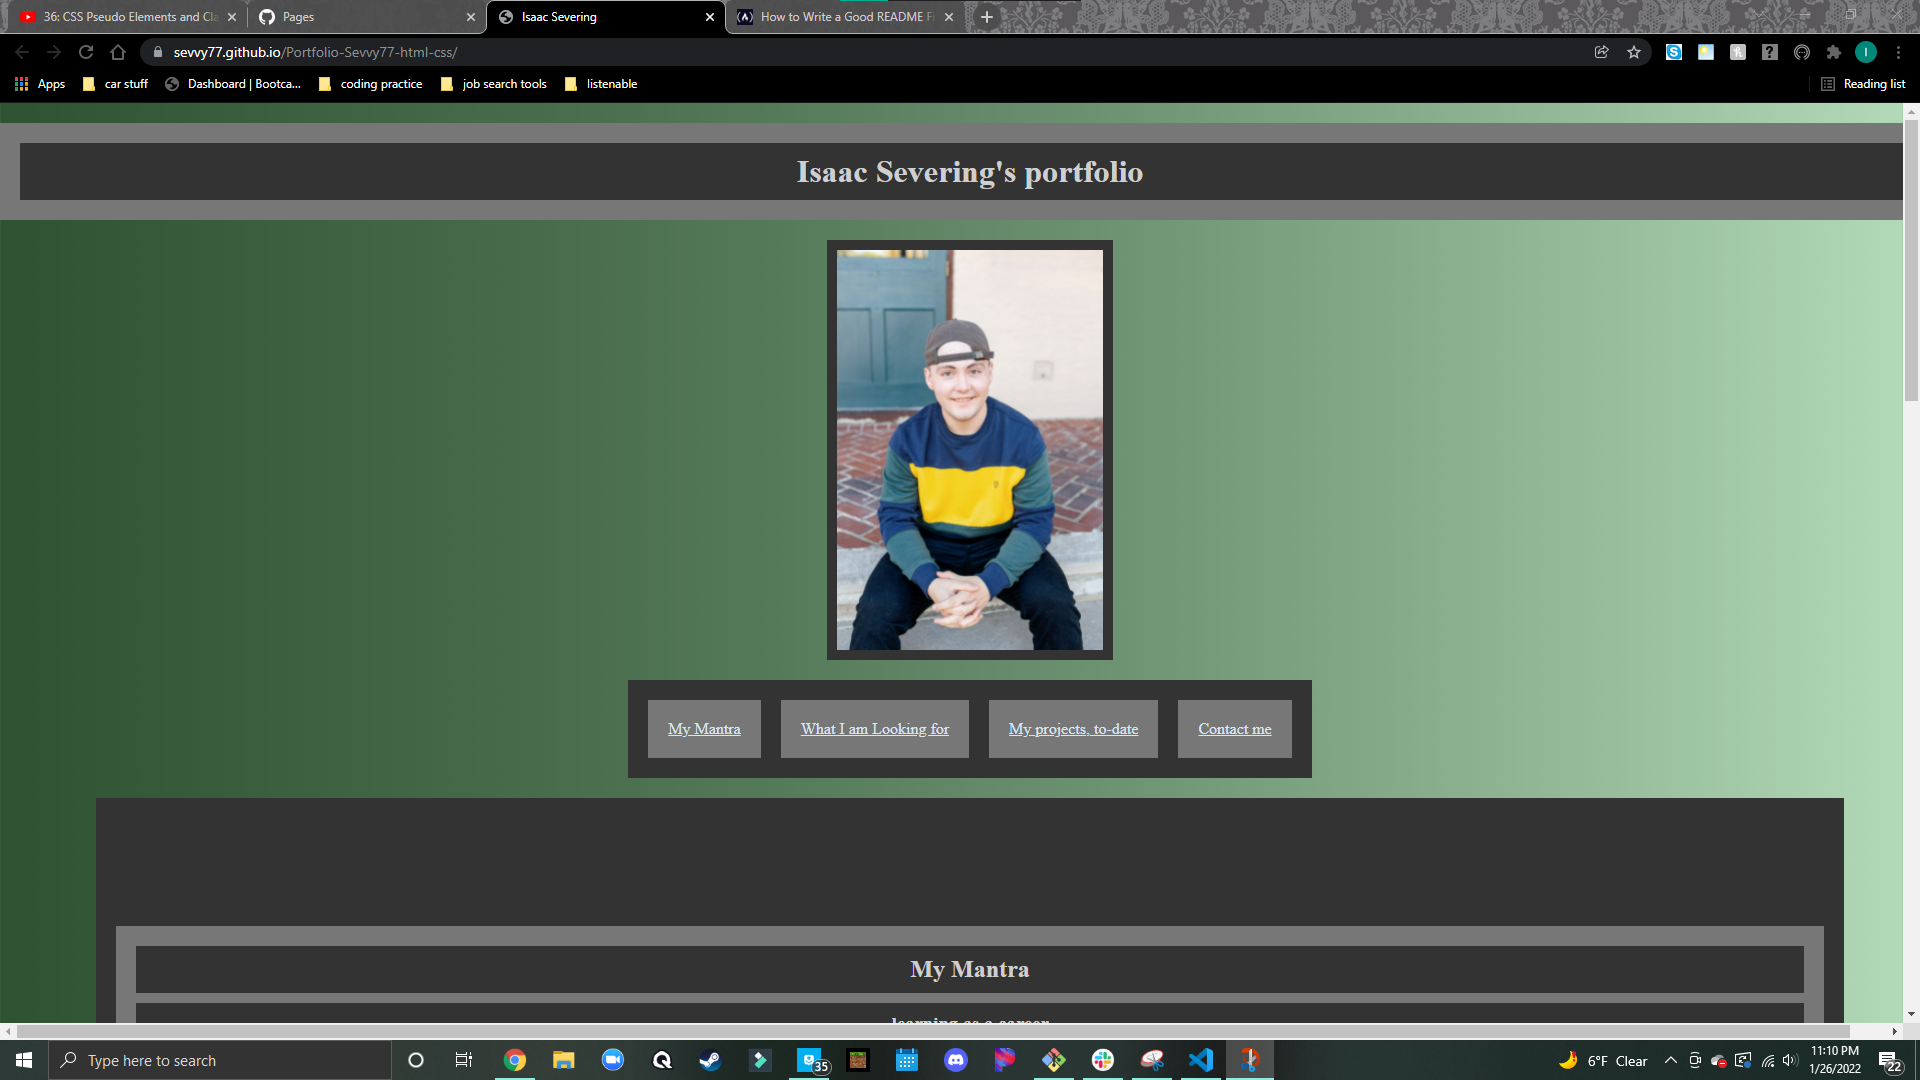 36: CSS Pseudo Elements and Cla
Pages
Isaac Severing
How to Write a Good README F
sevvy77.github.io/Portfolio-Sevvy77-html-css/
Apps
car stuff
Dashboard | Bootca...
coding practice
job search tools
listenable
Reading list
Isaac Severing's portfolio
My Mantra
What I am Looking for
My projects, to-date
Contact me
My Mantra
learning as a career
Type here to search
35
6°F Clear
11:10 PM
1/26/2022
22